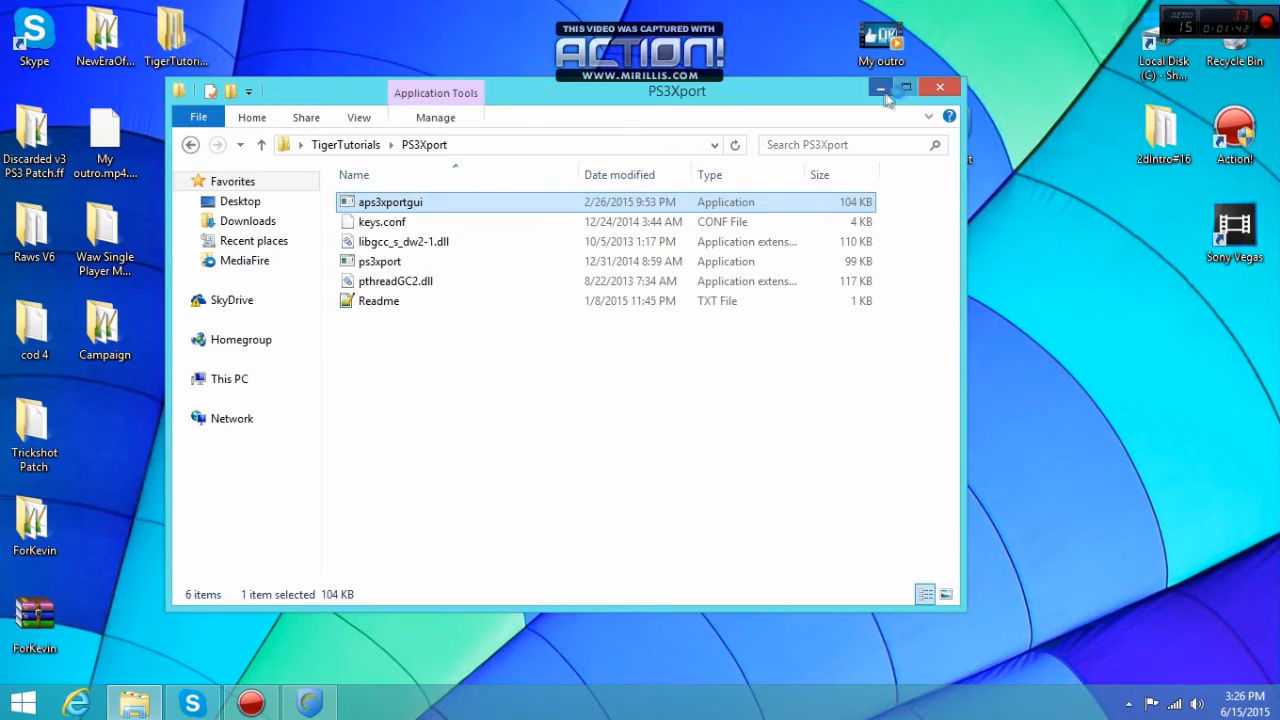 Skype
NewEraOf...
TigerTutori...
THIS VIDEO WAS CAPTURED WITH
ACTION!
WWW.MIRILLIS.COM
My outro
AERO
15
0:01:42
Local Disk
(C) - Sh...
Recycle Bin
Application Tools
PS3Xport
File
Home
Share
View
Manage
TigerTutorials
PS3Xport
Search PS3Xport
Discarded v3
PS3 Patch.ff
My
outro.mp4....
2dIntro#16
Action!
Favorites
Desktop
Downloads
Recent places
MediaFire
SkyDrive
Homegroup
This PC
Network
Name Date modified Type Size
aps3xportgui 2/26/2015 9:53 PM Application 104 KB
keys.conf 12/24/2014 3:44 AM CONF File 4 KB
libgcc_s_dw2-1.dll 10/5/2013 1:17 PM Application extens... 110 KB
ps3xport 12/31/2014 8:59 AM Application 99 KB
pthreadGC2.dll 8/22/2013 7:34 AM Application extens... 117 KB
Readme 1/8/2015 11:45 PM TXT File 1 KB
Raws V6
Waw Single
Player M...
Sony Vegas
cod 4
Campaign
Trickshot
Patch
ForKevin
6 items 1 item selected 104 KB
ForKevin
3:26 PM
6/15/2015